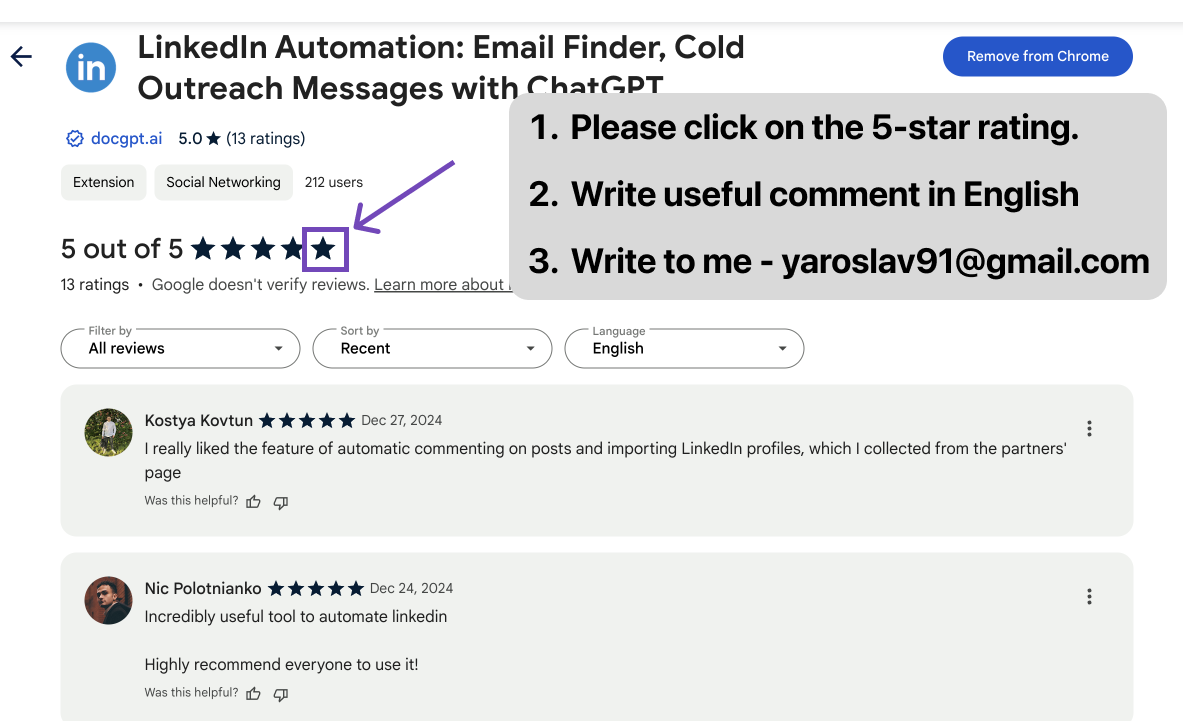 LinkedIn Automation: Email Finder, Cold
Outreach Messages with ChatGPT
Remove from Chrome
in
docgpt.ai 5.0 ★ (13 ratings)
Extension Social Networking 212 users
1. Please click on the 5-star rating.
2. Write useful comment in English
3. Write to me - yaroslav91@gmail.com
5 out of 5
13 ratings • Google doesn't verify reviews. Learn more about
Filter by Sort by Language
All reviews Recent English
Kostya Kovtun ★★★★★ Dec 27, 2024
I really liked the feature of automatic commenting on posts and importing LinkedIn profiles, which I collected from the partners'
page
Was this helpful?
Nic Polotnianko ★★★★★ Dec 24, 2024
Incredibly useful tool to automate linkedin
Highly recommend everyone to use it!
Was this helpful?